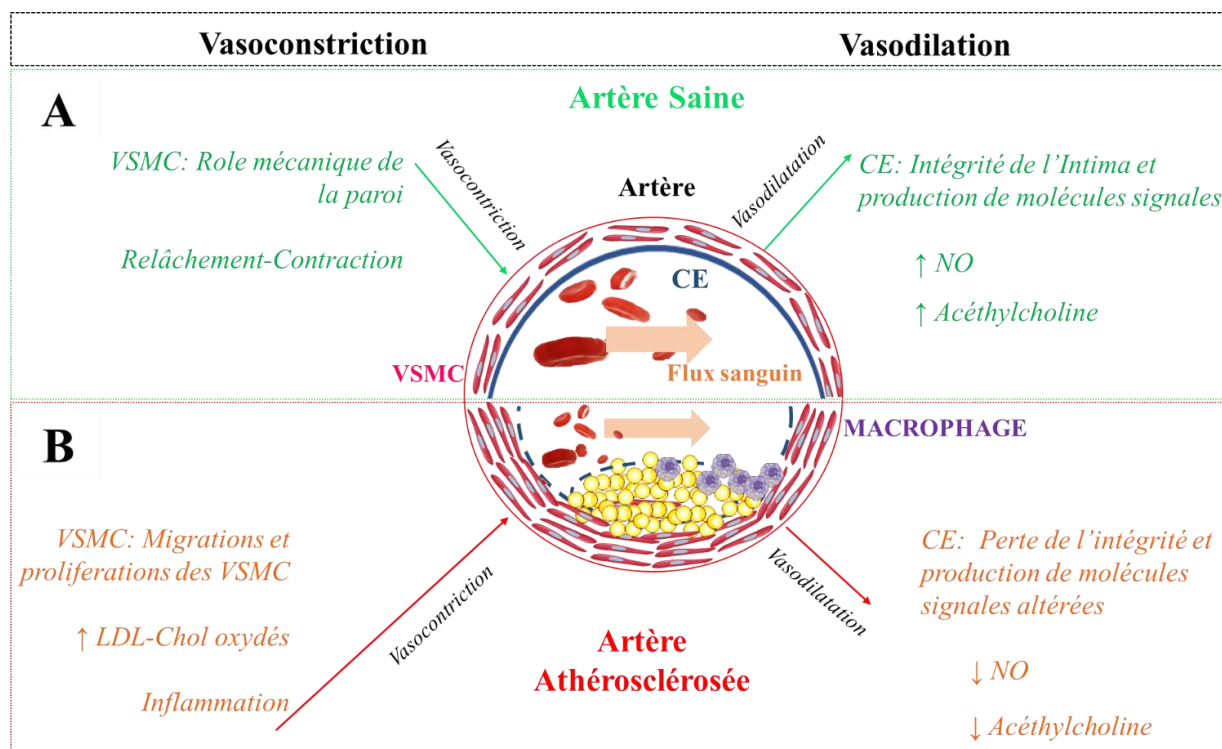 Vasoconstriction
Vasodilation
A
Artère Saine
VSMC: Role mécanique de
la paroi
Relâchement-Contraction
Vasocontriction
Artère
Vasodilatation
CE: Intégrité de l'Intima et
production de molécules signales
↑ NO
↑ Acéthylcholine
CE
VSMC
Flux sanguin
B
MACROPHAGE
VSMC: Migrations et
proliferations des VSMC
↑ LDL-Chol oxydés
Inflammation
Vasocontriction
Artère
Athérosclérosée
Vasodilatation
CE: Perte de l'intégrité et
production de molécules
signales altérées
↓ NO
↓ Acéthylcholine